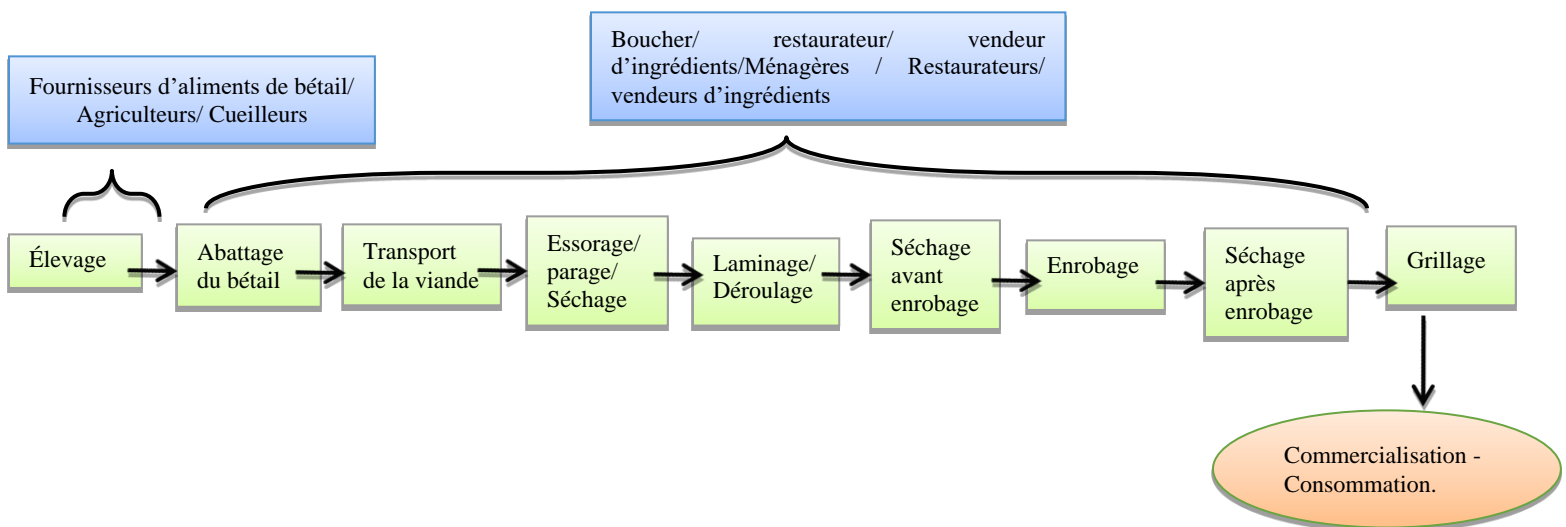 Boucher/ restaurateur/ vendeur
d’ingrédients/Ménagères / Restaurateurs/
vendeurs d’ingrédients
Fournisseurs d’aliments de bétail/
Agriculteurs/ Cueilleurs
Élevage
Abattage
du bétail
Transport
de la viande
Essorage/
parage/
Séchage
Laminage/
Déroulage
Séchage
avant
enrobage
Enrobage
Séchage
après
enrobage
Grillage
Commercialisation -
Consommation.